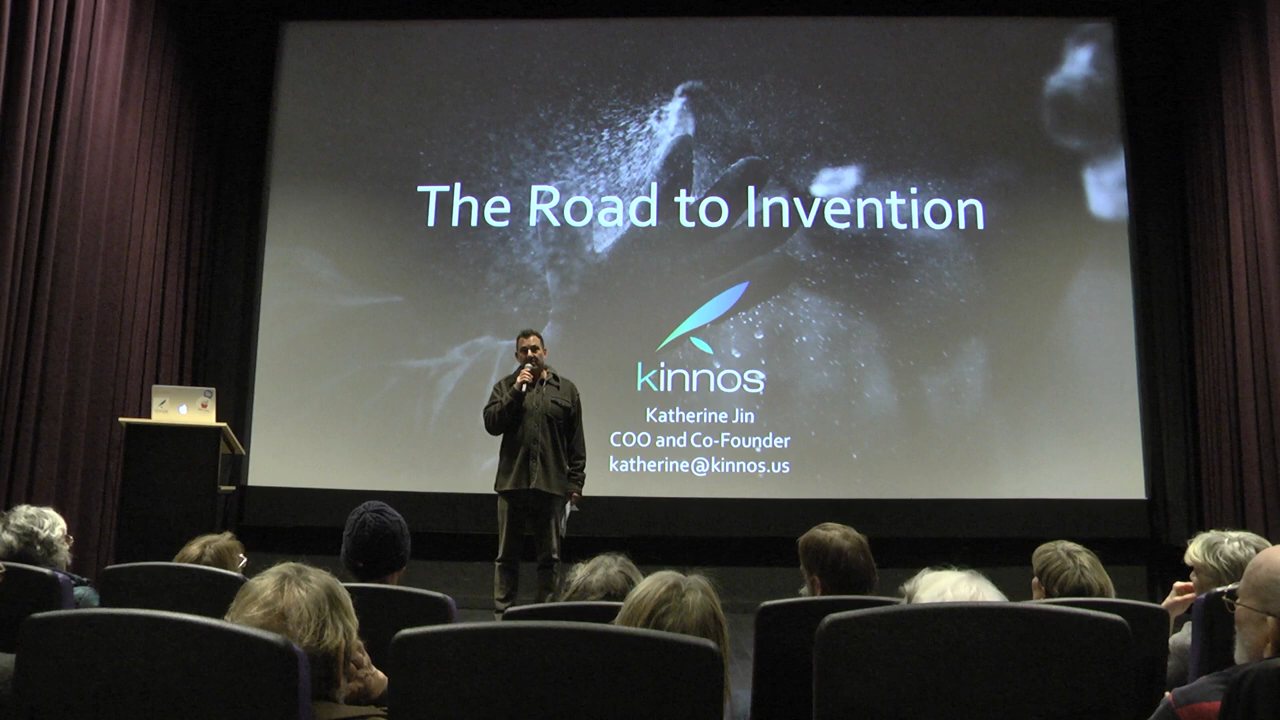 The Road to Invention
kinnos
Katherine Jin
COO and Co-Founder
katherine@kinnos.us